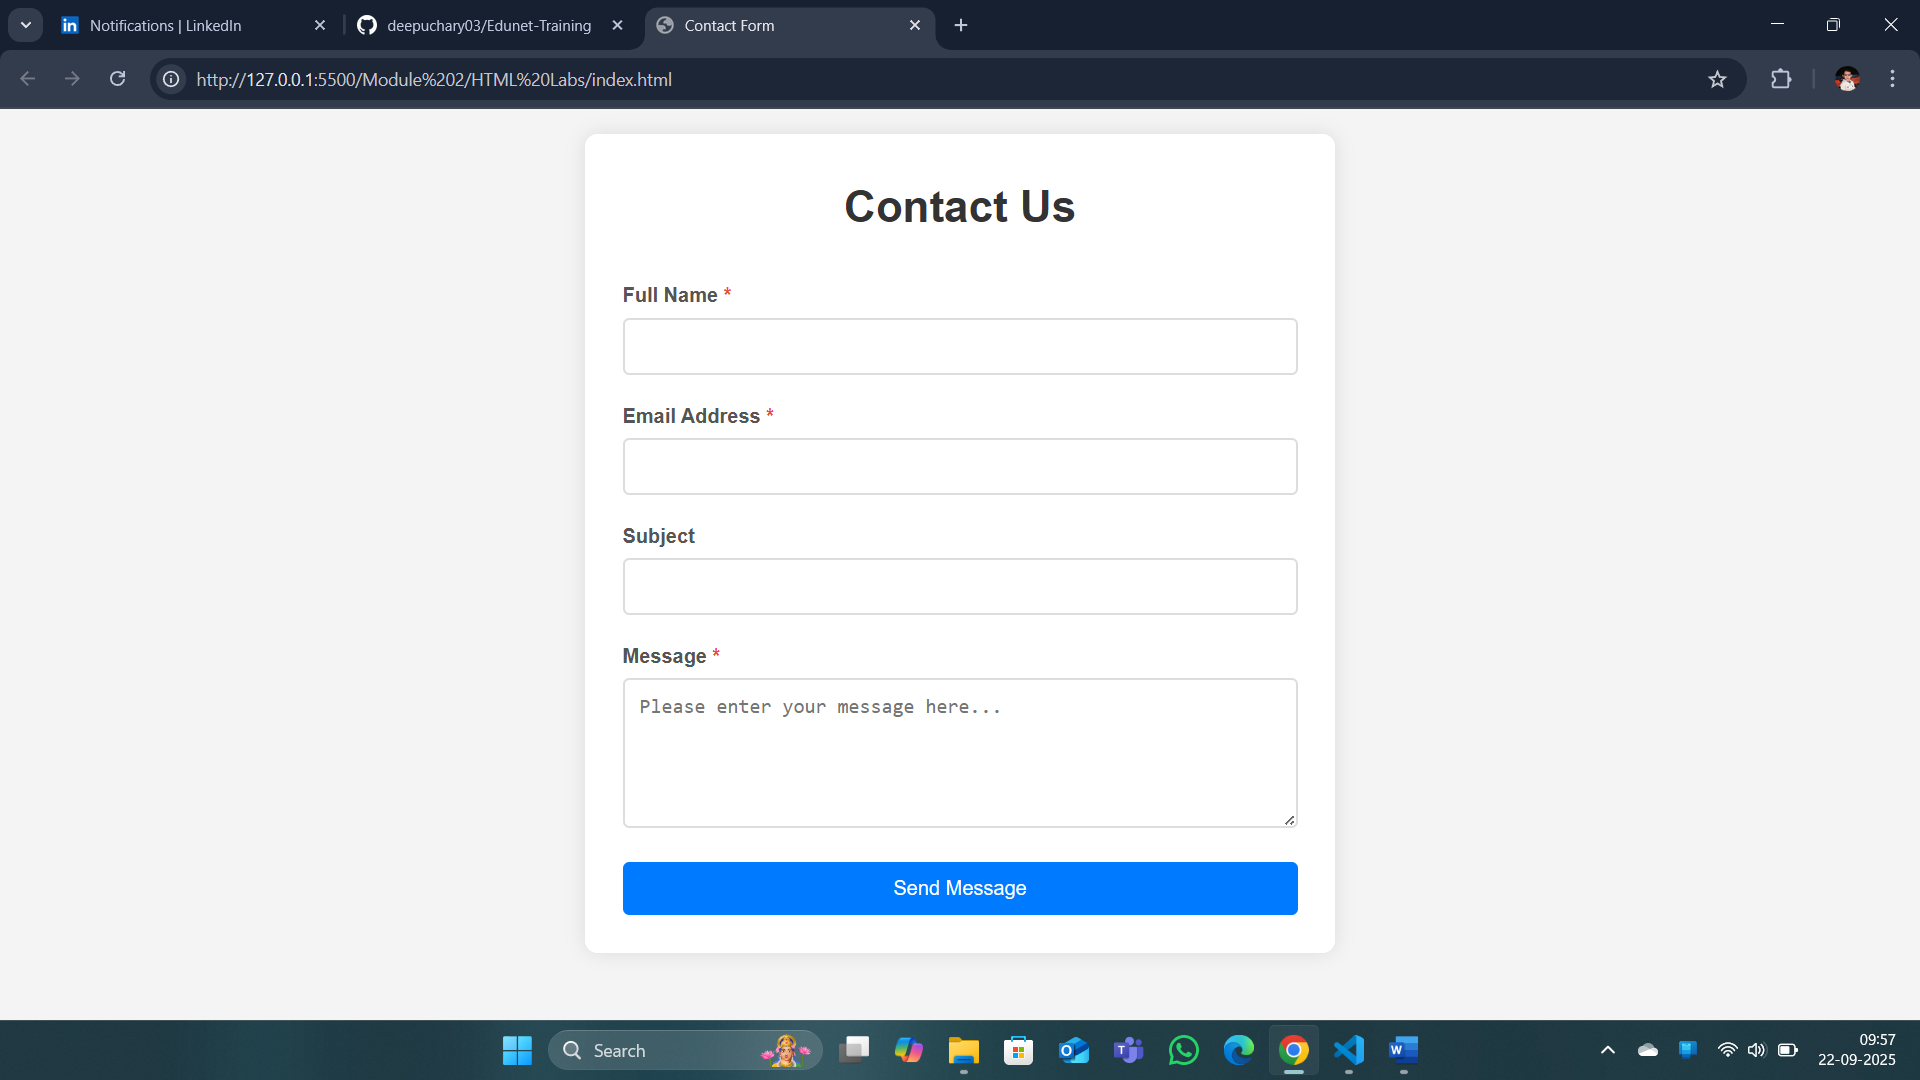 Notifications | LinkedIn
deepuchary03/Edunet-Training
Contact Form
http://127.0.0.1:5500/Module%202/HTML%20Labs/index.html
Contact Us
Full Name *
Email Address *
Subject
Message *
Please enter your message here...
Send Message
Search
09:57
22-09-2025